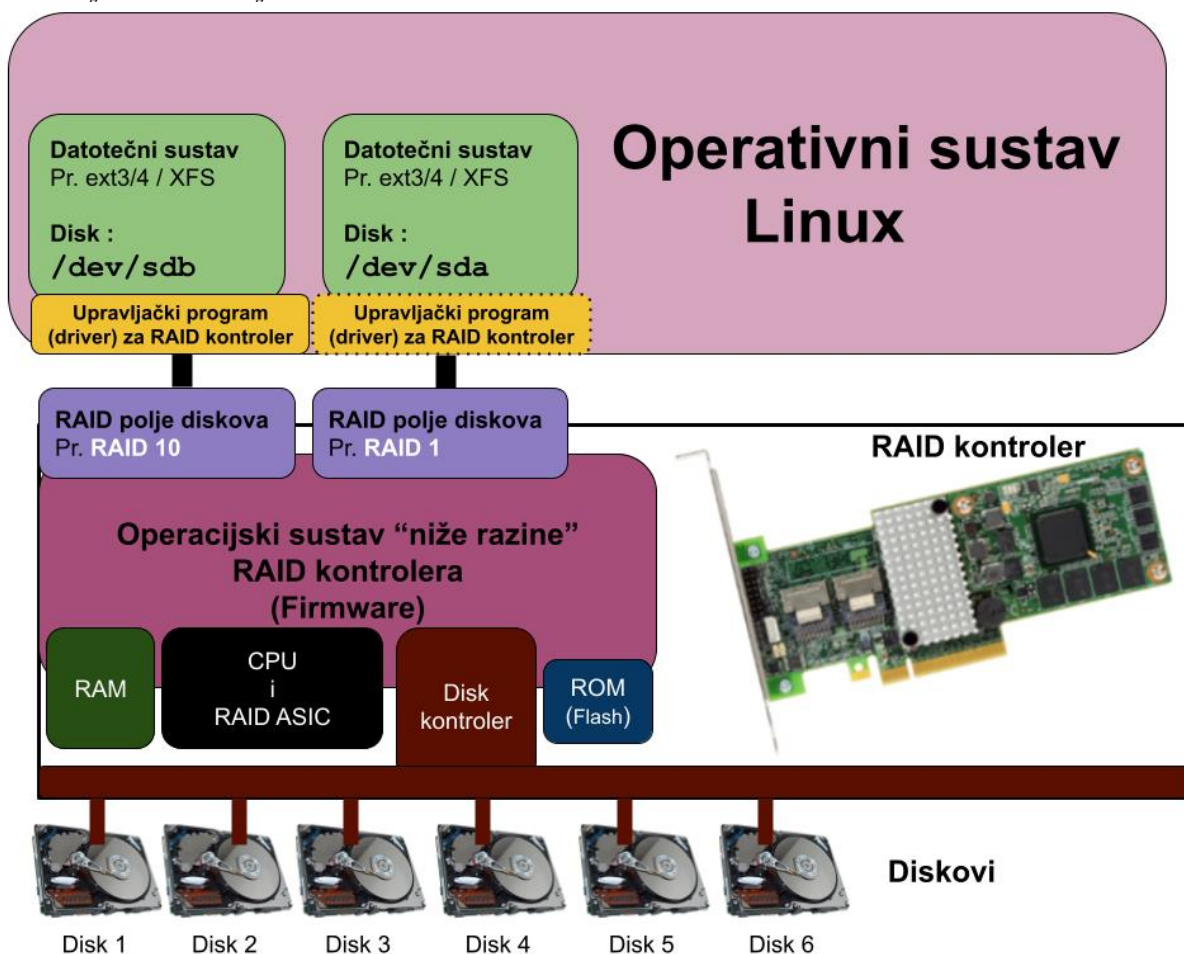 Operativni sustav
Linux
Datotečni sustav
Pr. ext3/4 / XFS
Disk :
/dev/sdb
Datotečni sustav
Pr. ext3/4 / XFS
Disk :
/dev/sda
Upravljački program
(driver) za RAID kontroler
Upravljački program
(driver) za RAID kontroler
RAID polje diskova
Pr. RAID 10
RAID polje diskova
Pr. RAID 1
RAID kontroler
Operacijski sustav “niže razine”
RAID kontrolera
(Firmware)
RAM
CPU
i
RAID ASIC
Disk
kontroler
ROM
(Flash)
Diskovi
Disk 1
Disk 2
Disk 3
Disk 4
Disk 5
Disk 6